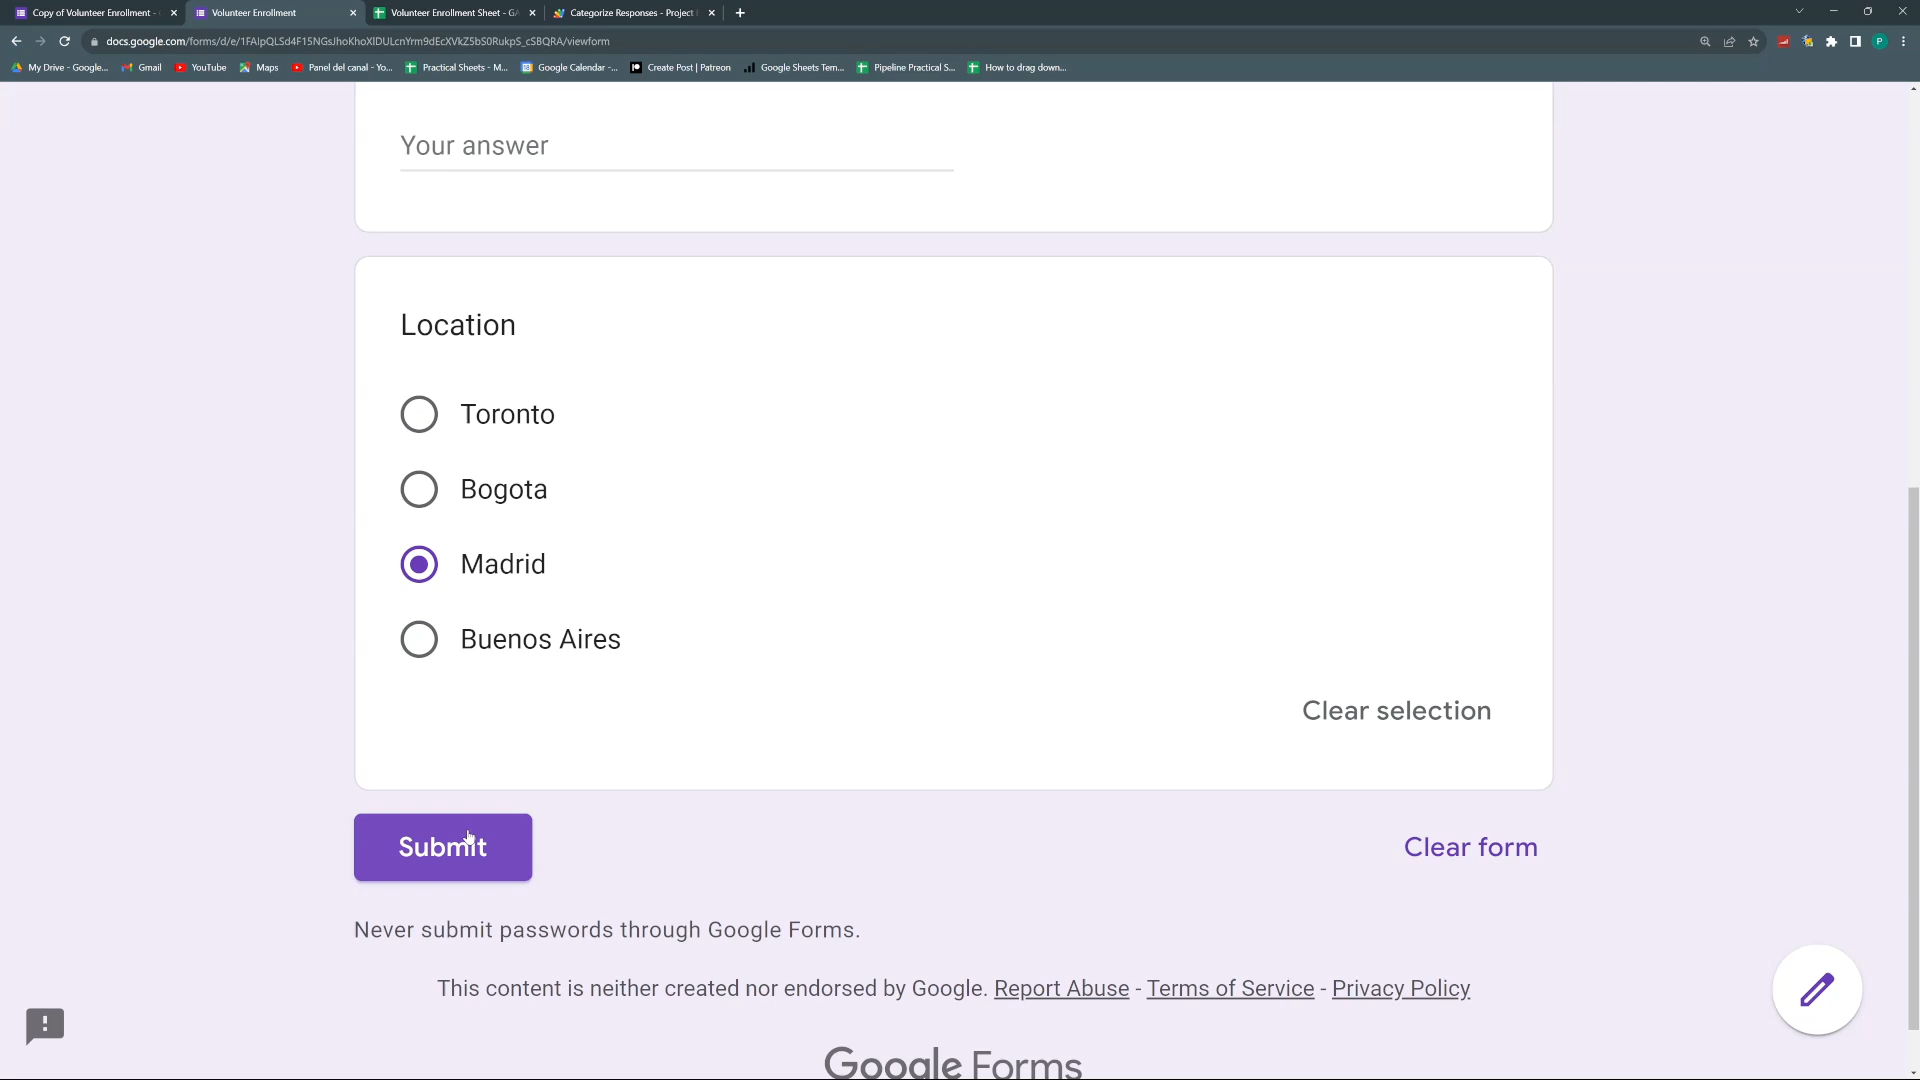 Copy of Volunteer Enrollment -
Volunteer Enrollment
Volunteer Enrollment Sheet - G
Categorize Responses - Project
docs.google.com/forms/d/e/1FAIpQLSd4F15NGsJhoKhoXIDULcnYrm9dEcXVkZ5bS0RukpS_cSBQRA/viewform
P
My Drive - Google...
Gmail
YouTube
Maps
Panel del canal - Yo...
Practical Sheets - M...
Google Calendar -...
Create Post | Patreon
Google Sheets Tem...
Pipeline Practical S...
How to drag down...
Your answer
Location
Toronto
Bogota
Madrid
Buenos Aires
Clear selection
Submit
Clear form
Never submit passwords through Google Forms.
This content is neither created nor endorsed by Google. Report Abuse - Terms of Service - Privacy Policy
Google Forms